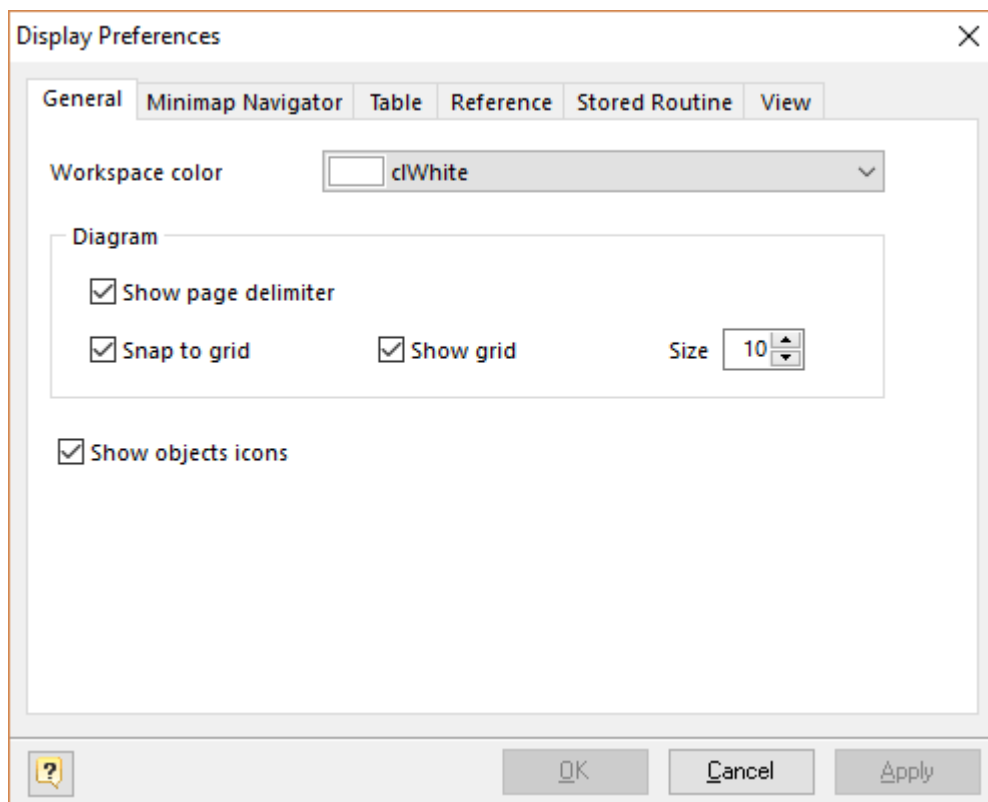 Display Preferences
General Minimap Navigator Table Reference Stored Routine View
Workspace color clWhite
Diagram
Show page delimiter
Snap to grid Show grid Size 10
Show objects icons
? OK Cancel Apply